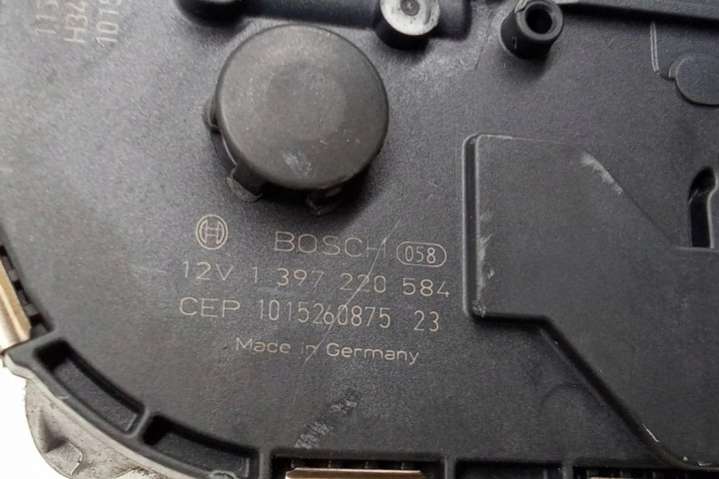 BOSCH 058
12V 1 397 220 584
CEP 1015260875 23
Made in Germany